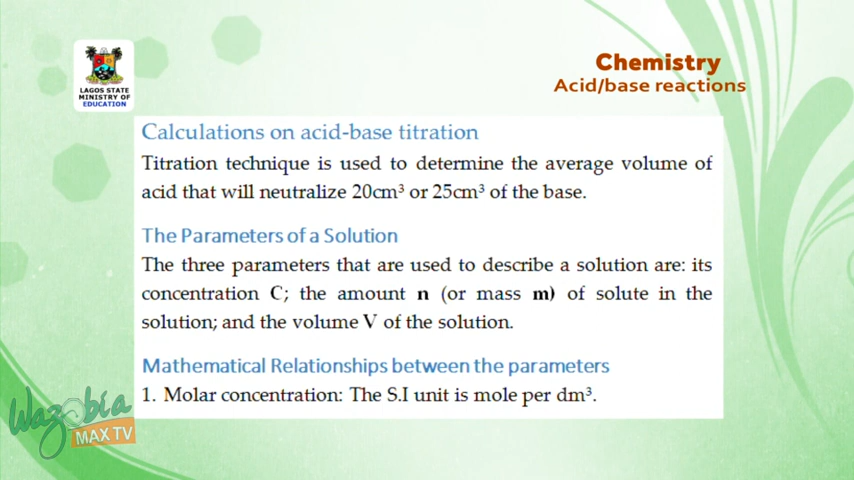 LAGOS STATE
MINISTRY OF
EDUCATION
Chemistry
Acid/base reactions
Calculations on acid-base titration
Titration technique is used to determine the average volume of
acid that will neutralize 20cm³ or 25cm³ of the base.
The Parameters of a Solution
The three parameters that are used to describe a solution are: its
concentration C; the amount n (or mass m) of solute in the
solution; and the volume V of the solution.
Mathematical Relationships between the parameters
1. Molar concentration: The S.I unit is mole per dm³.
Wazobia
MAX TV